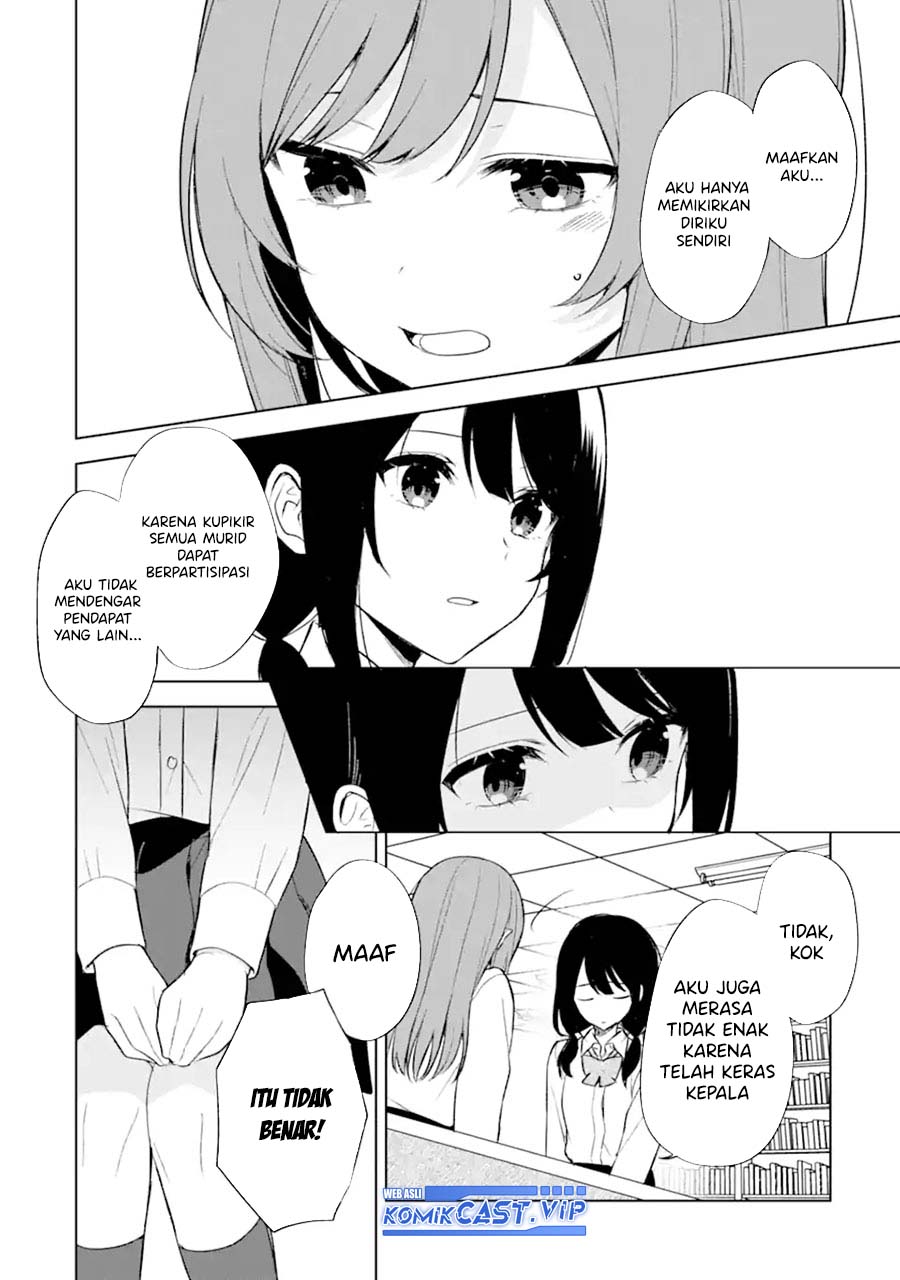 MAAFKAN
AKU...
AKU HANYA
MEMIKIRKAN
DIRIKU
SENDIRI
KARENA KUPIKIR
SEMUA MURID
DAPAT
BERPARTISIPASI
AKU TIDAK
MENDENGAR
PENDAPAT
YANG LAIN...
TIDAK,
KOK
AKU JUGA
MERASA
TIDAK ENAK
KARENA
TELAH KERAS
KEPALA
MAAF
ITU TIDAK
BENAR!
WEB ASLI
KOMIKCAST.VIP